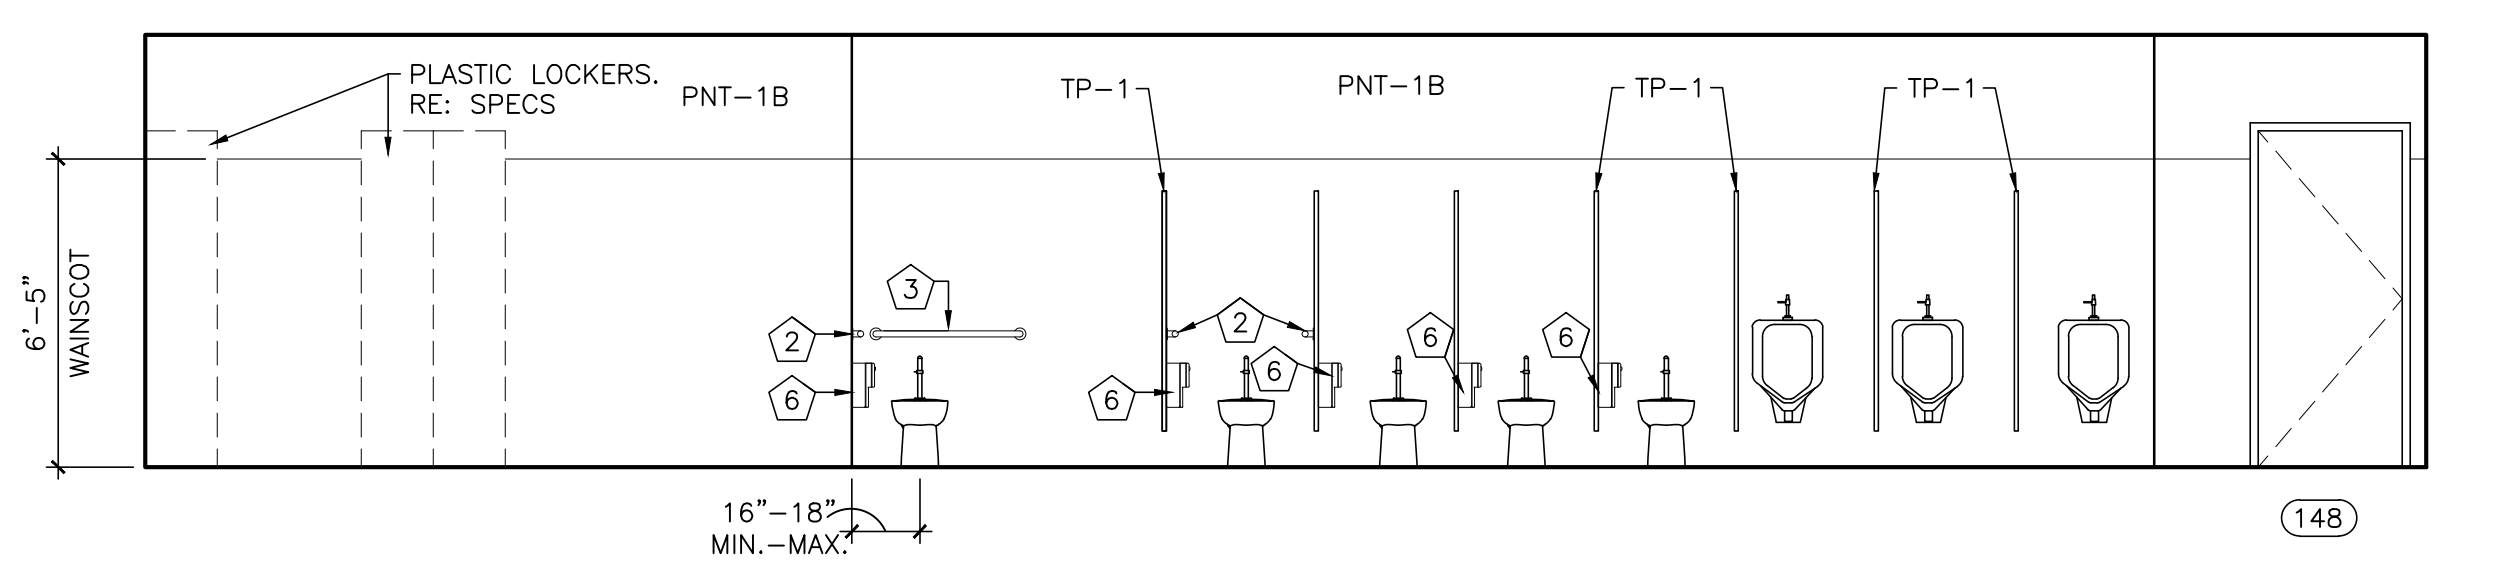 PLASTIC LOCKERS.
RE: SPECS
PNT-1B
TP-1
PNT-1B
TP-1
TP-1
6'-5"
WAINSCOT
3
2
6
6
2
6
6
6
16"-18"
MIN.-MAX.
148